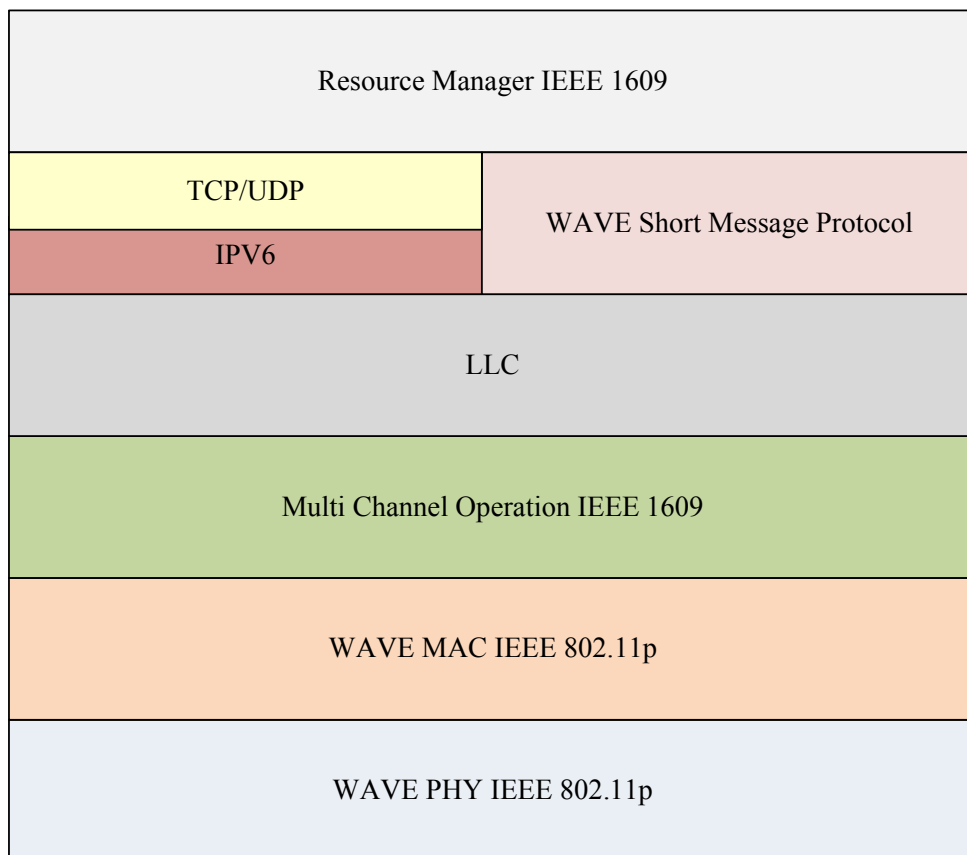 Resource Manager IEEE 1609
TCP/UDP
WAVE Short Message Protocol
IPV6
LLC
Multi Channel Operation IEEE 1609
WAVE MAC IEEE 802.11p
WAVE PHY IEEE 802.11p